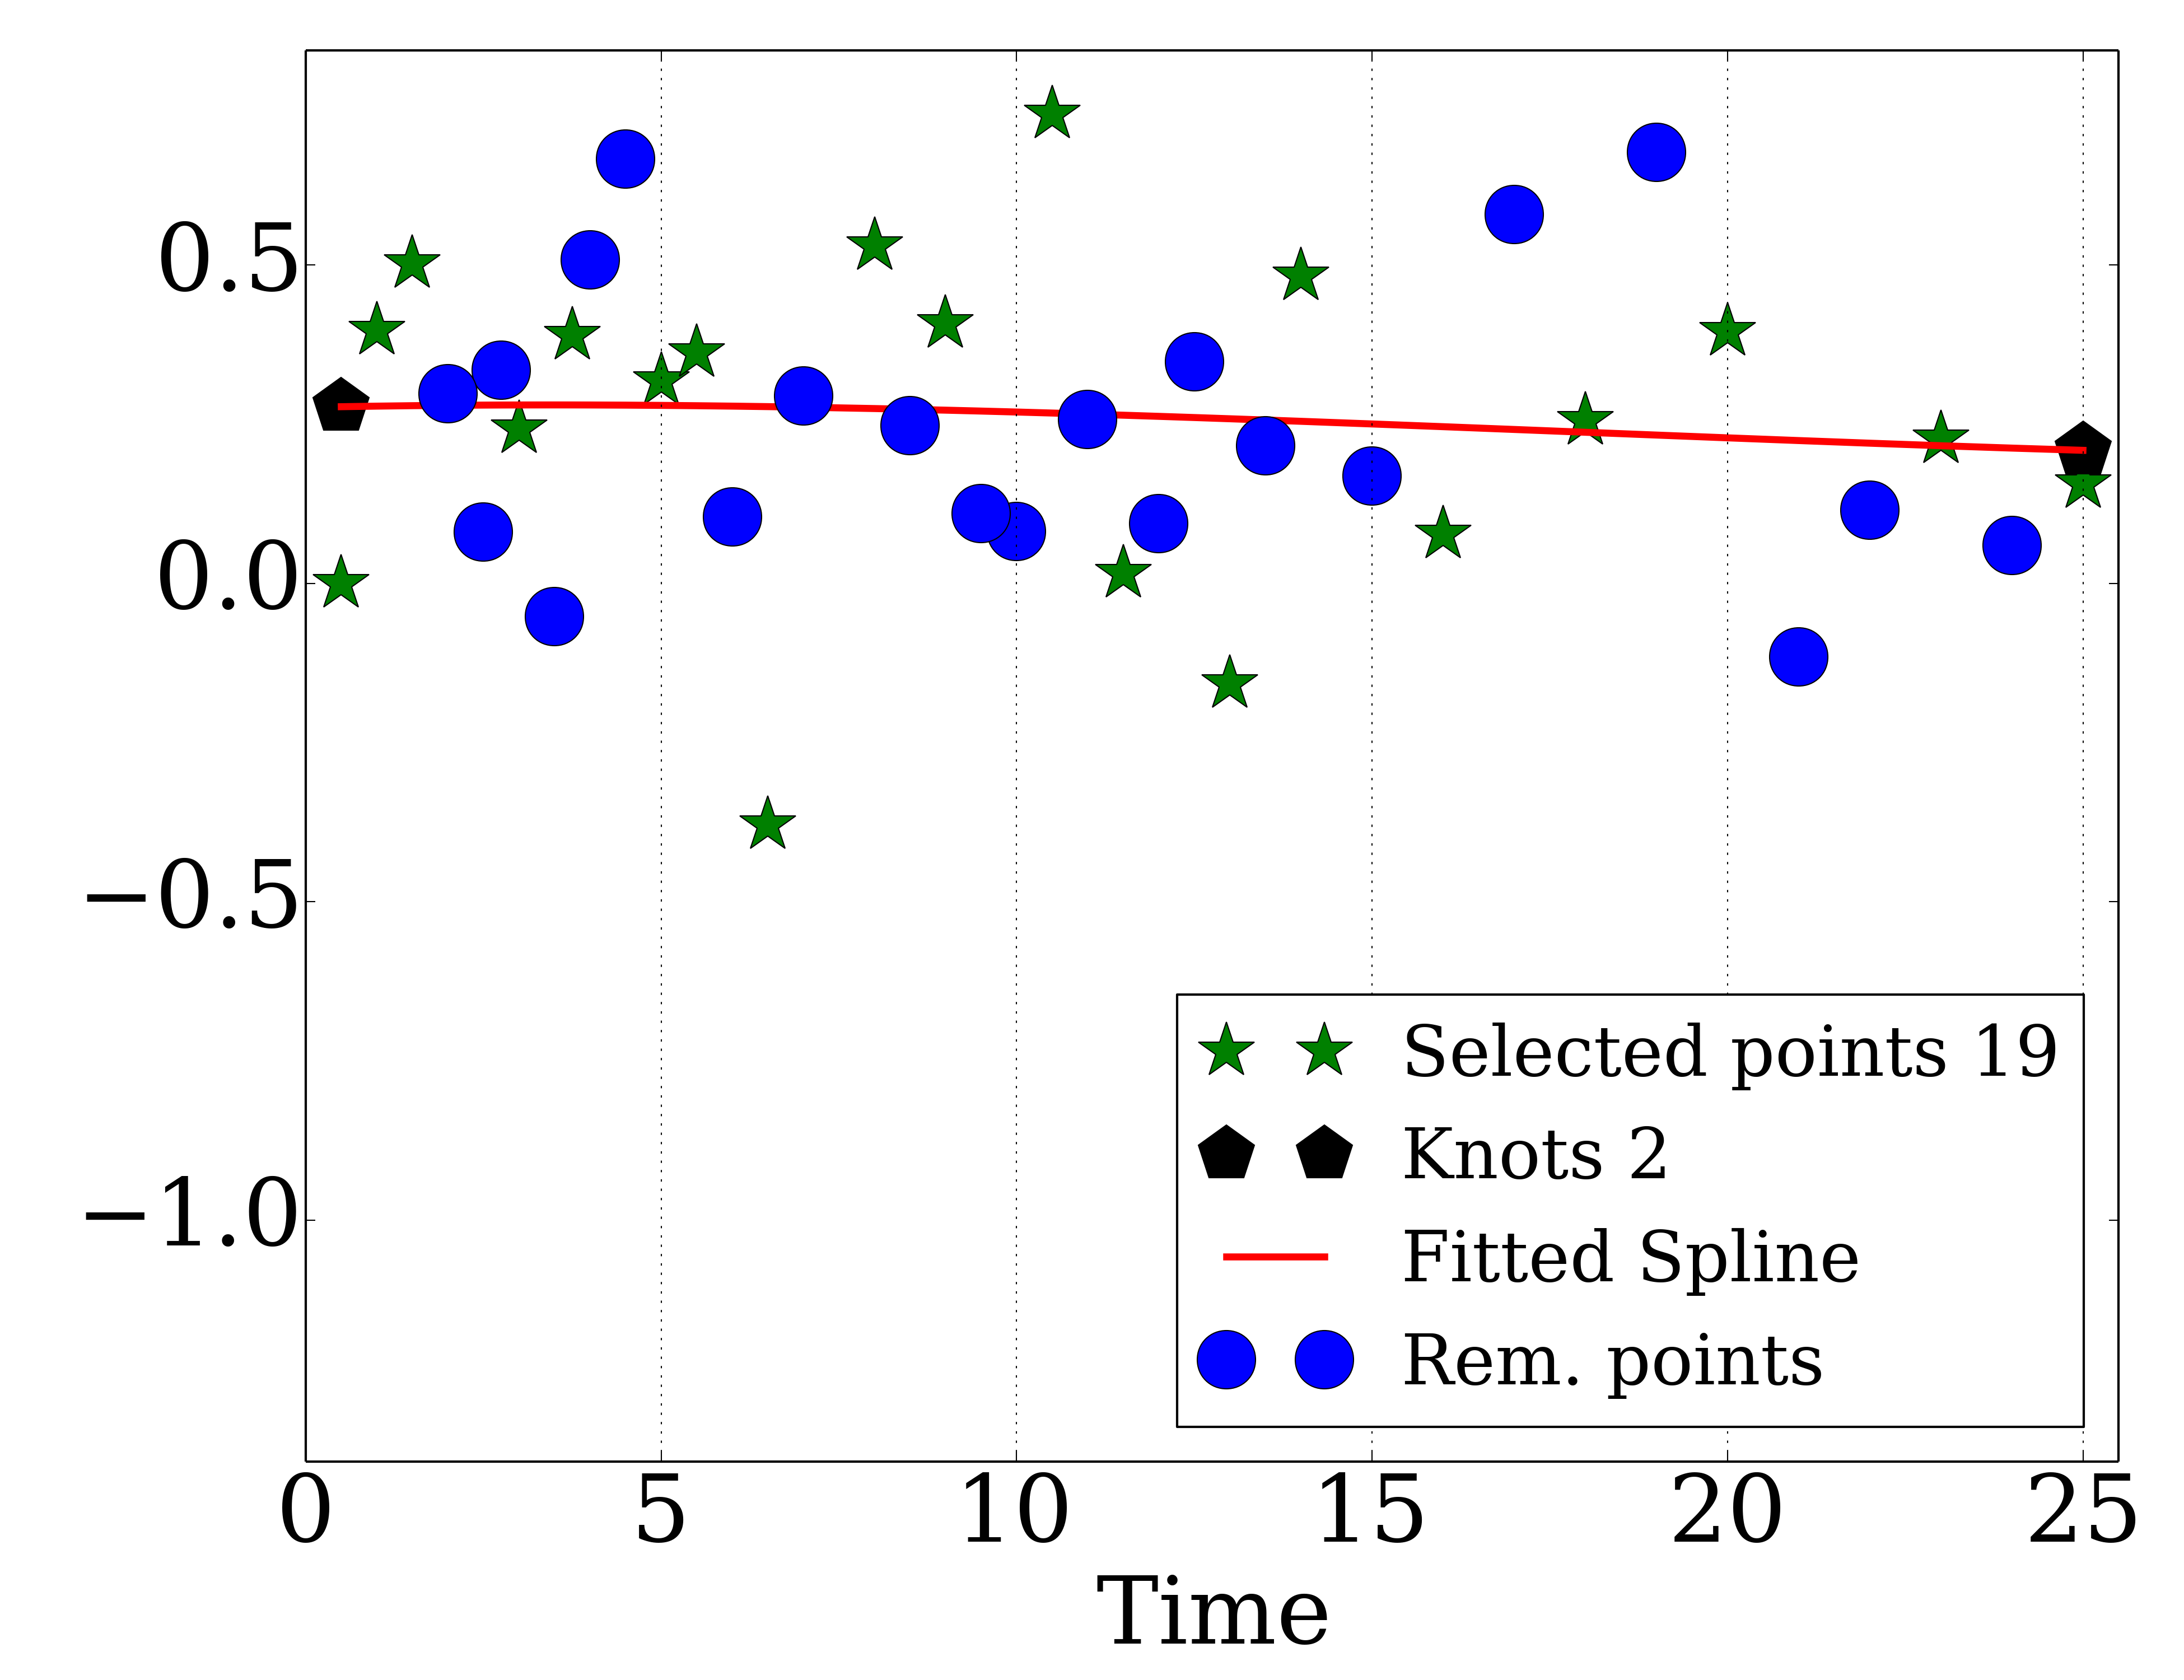 0.5
0.0
−0.5
−1.0
Selected points 19
Knots 2
Fitted Spline
Rem. points
0 5 10 15 20 25
Time